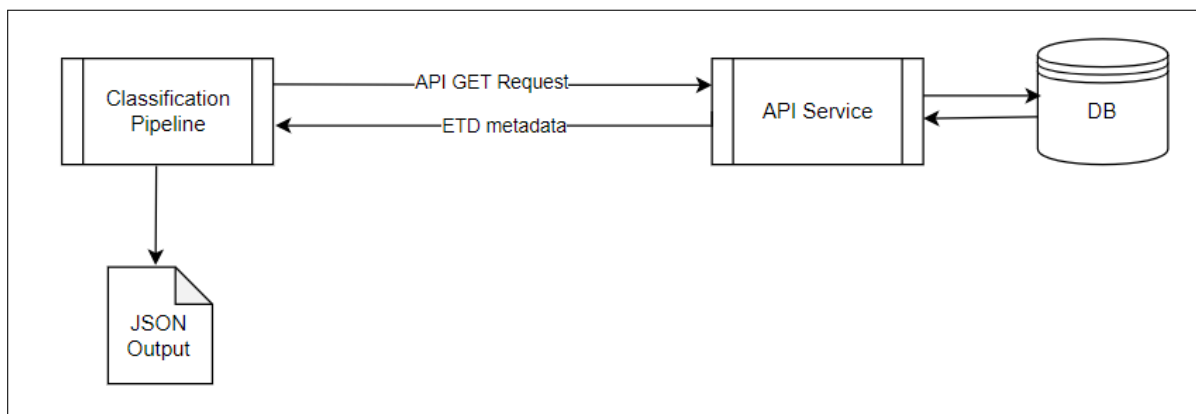 Classification
Pipeline
API GET Request
ETD metadata
API Service
DB
JSON
Output